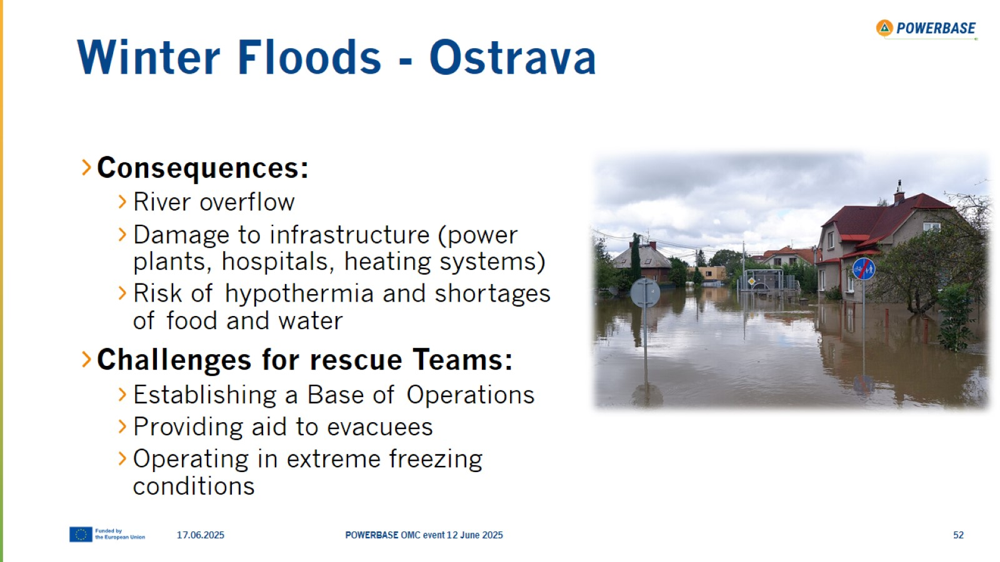 POWERBASE
Winter Floods - Ostrava
Consequences:
River overflow
Damage to infrastructure (power
plants, hospitals, heating systems)
Risk of hypothermia and shortages
of food and water
Challenges for rescue Teams:
Establishing a Base of Operations
Providing aid to evacuees
Operating in extreme freezing
conditions
Funded by
the European Union
17.06.2025
POWERBASE OMC event 12 June 2025
52